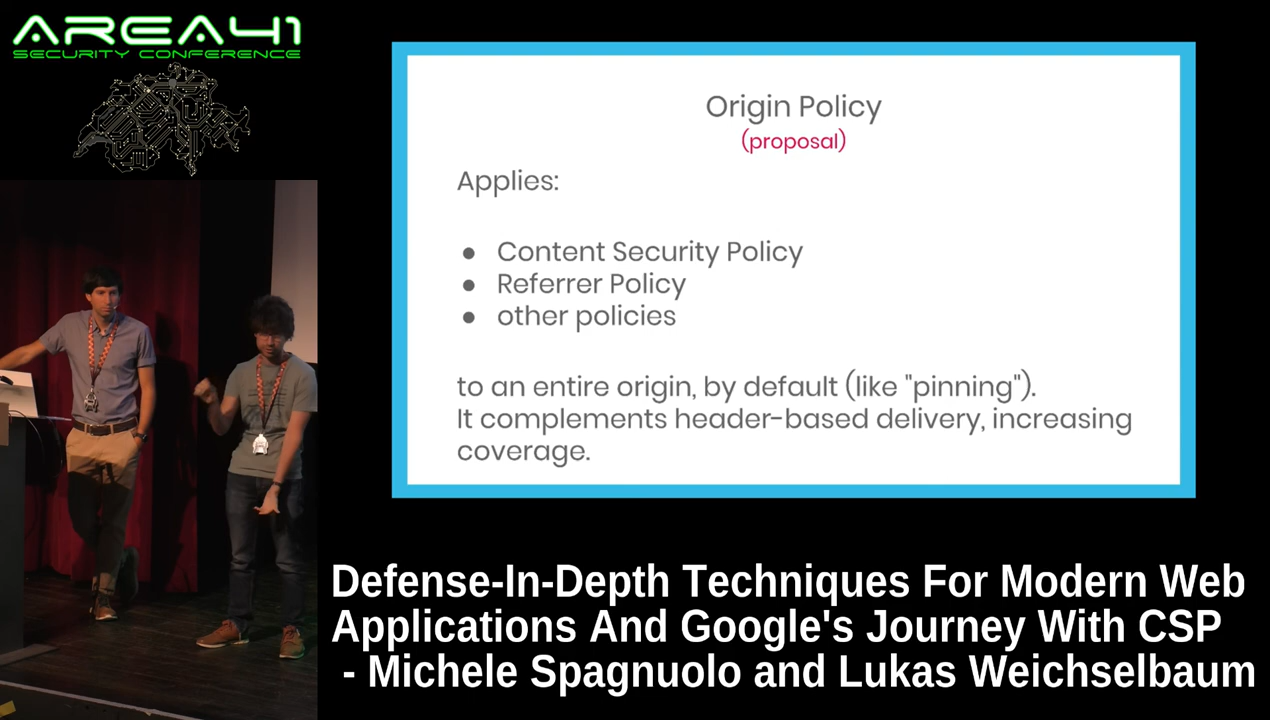 AREA41
SECURITY CONFERENCE
Origin Policy
(proposal)
Applies:
● Content Security Policy
● Referrer Policy
● other policies
to an entire origin, by default (like "pinning").
It complements header-based delivery, increasing
coverage.
Defense-In-Depth Techniques For Modern Web
Applications And Google's Journey With CSP
- Michele Spagnuolo and Lukas Weichselbaum